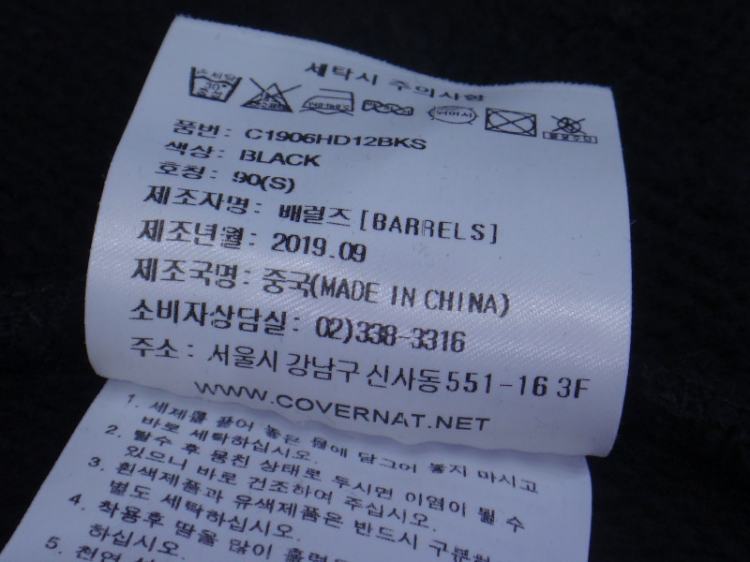 세탁시 주의사항
품번: C1906HD12BKS
색상: BLACK
호칭: 90(S)
제조자명: 배럴즈 [BARRELS]
제조년월: 2019.09
제조국명: 중국(MADE IN CHINA)
소비자상담실: 02)338-3316
주소: 서울시 강남구 신사동 551-16 3F
WWW.COVERNAT.NET
1. 세제를 풀어 놓은 물에 담그어 놓지 마시고
바로 세탁하십시오.
2. 탈수 후 뭉친 상태로 두시면 이염이 될 수
있으니 바로 건조하여 주십시오.
3. 흰색제품과 유색제품은 반드시 구분
별도 세탁하십시오.
4. 착용후 땀을 많이
하십시오.
5. 천연